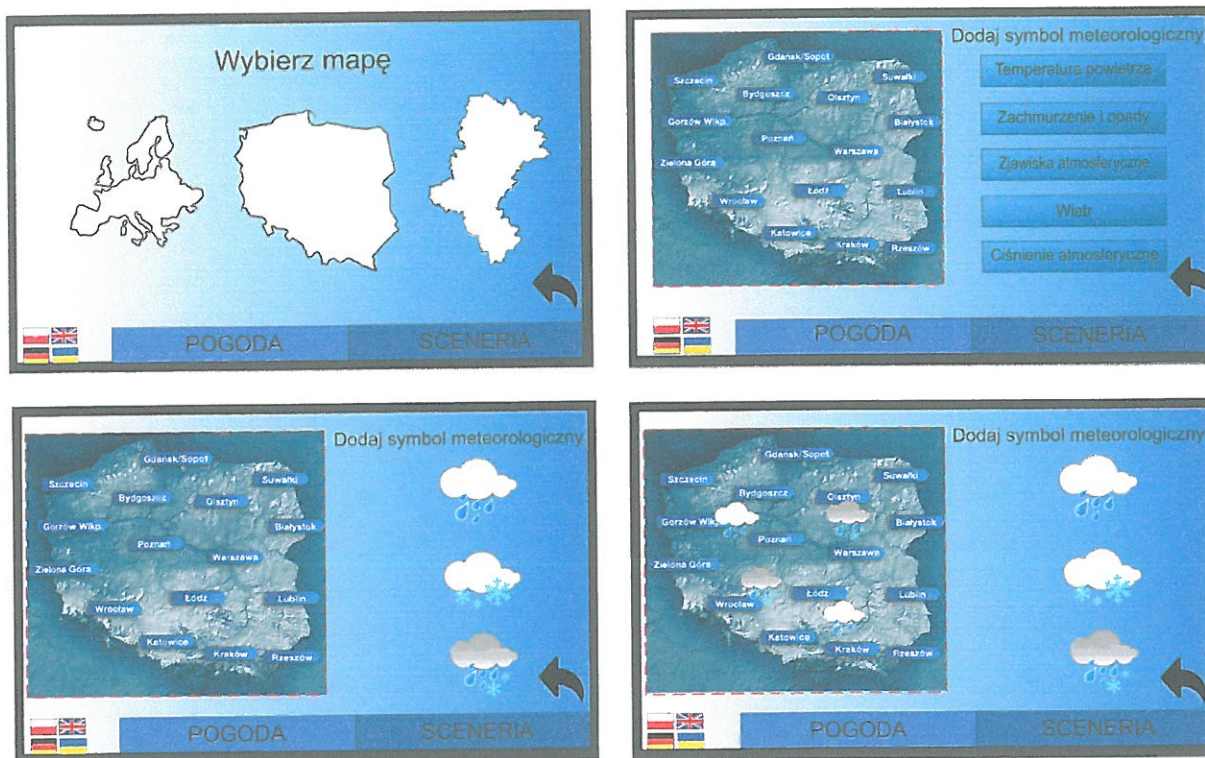 Wybierz mapę
POGODA
SCENERIA
Dodaj symbol meteorologiczny
Gdańsk/Sopot
Szczecin
Suwałki
Bydgoszcz
Olsztyn
Gorzów Wlkp.
Białystok
Poznań
Warszawa
Zielona Góra
Łódź
Lublin
Wrocław
Katowice
Kraków
Rzeszów
Temperatura powietrza
Zachmurzenie i opady
Zjawiska atmosferyczne
Wiatr
Ciśnienie atmosferyczne
POGODA
SCENERIA
Dodaj symbol meteorologiczny
Gdańsk/Sopot
Szczecin
Suwałki
Bydgoszcz
Olsztyn
Gorzów Wlkp.
Białystok
Poznań
Warszawa
Zielona Góra
Łódź
Lublin
Wrocław
Katowice
Kraków
Rzeszów
POGODA
SCENERIA
Dodaj symbol meteorologiczny
Gdańsk/Sopot
Szczecin
Suwałki
Bydgoszcz
Olsztyn
Gorzów Wlkp.
Białystok
Poznań
Warszawa
Zielona Góra
Łódź
Lublin
Wrocław
Katowice
Kraków
Rzeszów
POGODA
SCENERIA